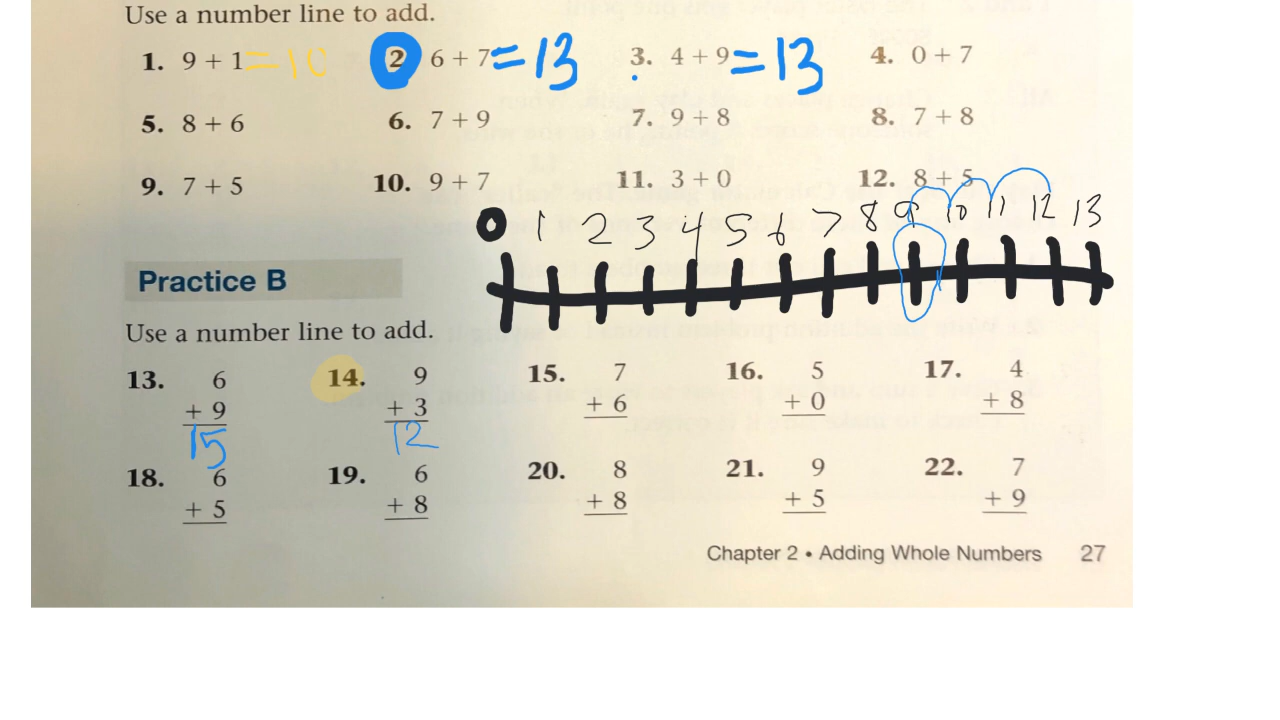 Use a number line to add.
1. 9 + 1 = 10 2 6 + 7 = 13 3. 4 + 9 = 13 4. 0 + 7
5. 8 + 6 6. 7 + 9 7. 9 + 8 8. 7 + 8
9. 7 + 5 10. 9 + 7 11. 3 + 0 12. 8 + 5
0 1 2 3 4 5 6 7 8 9 10 11 12 13
Practice B
Use a number line to add.
13. 6 14. 9 15. 7 16. 5 17. 4
+ 9 + 3 + 6 + 0 + 8
15 12
18. 6 19. 6 20. 8 21. 9 22. 7
+ 5 + 8 + 8 + 5 + 9
Chapter 2 • Adding Whole Numbers 27